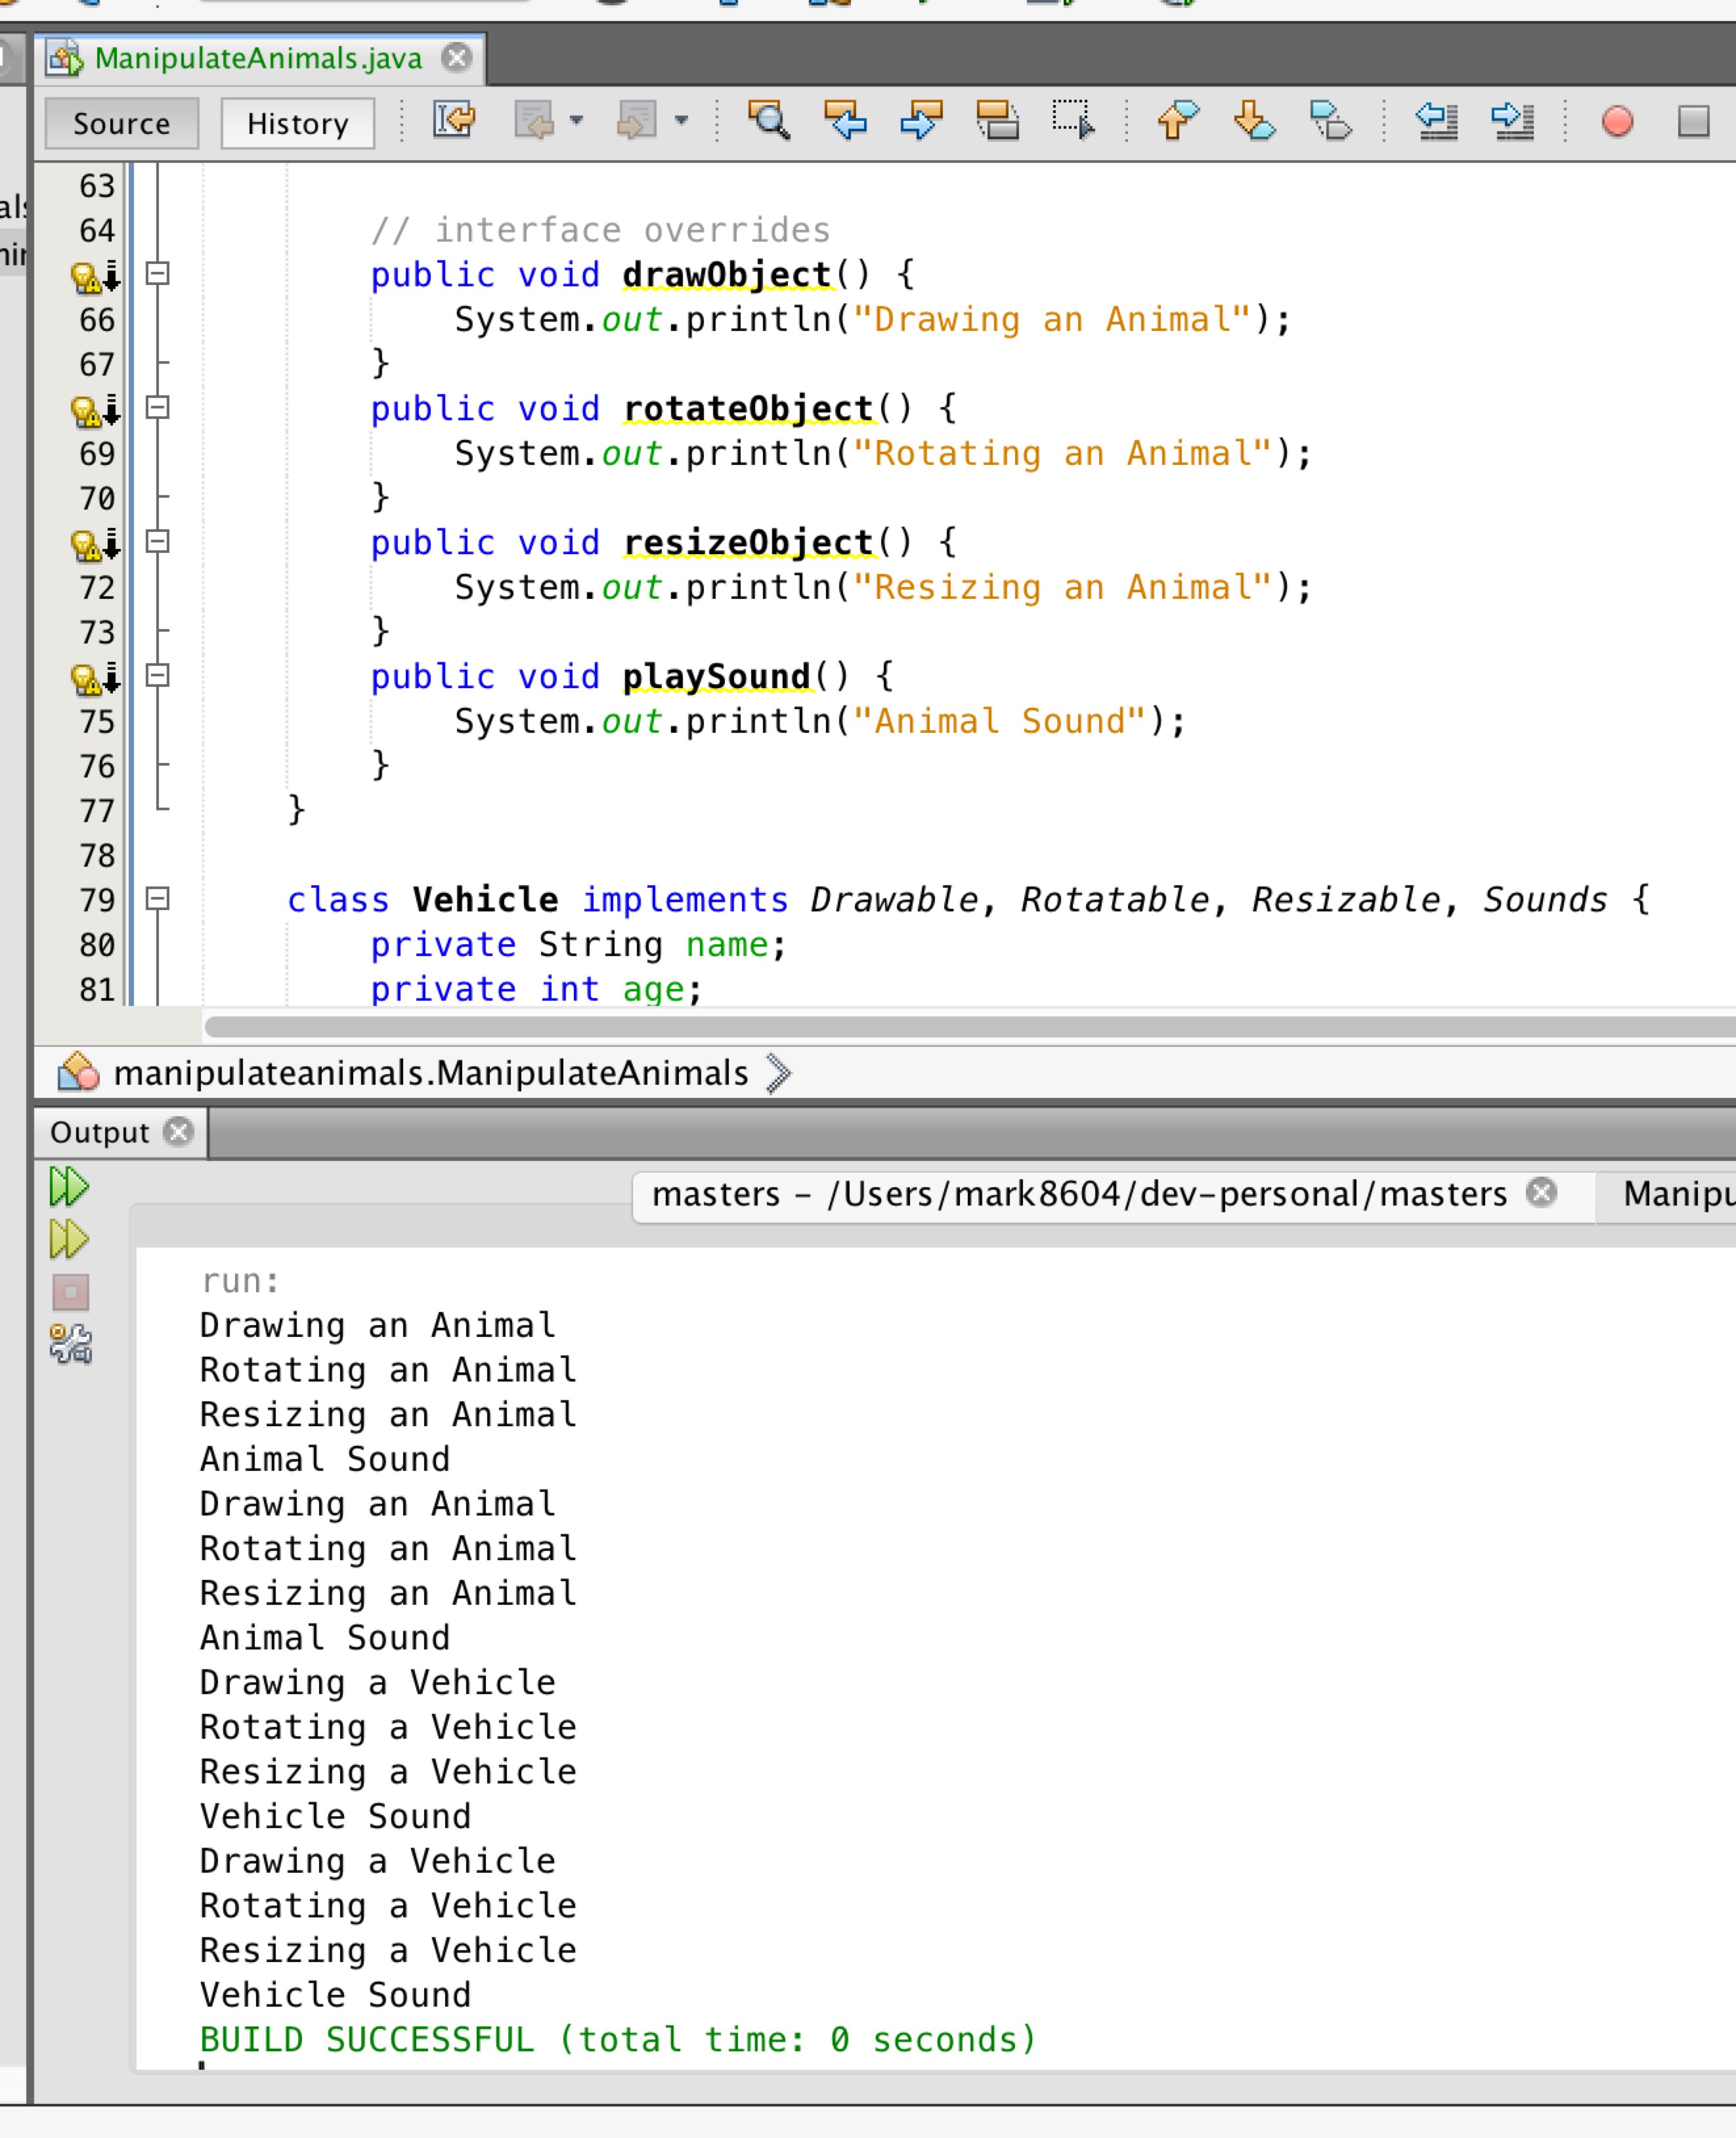 ManipulateAnimals.java
Source History
63
64 // interface overrides
public void drawObject() {
66 System.out.println("Drawing an Animal");
67 }
public void rotateObject() {
69 System.out.println("Rotating an Animal");
70 }
public void resizeObject() {
72 System.out.println("Resizing an Animal");
73 }
public void playSound() {
75 System.out.println("Animal Sound");
76 }
77 }
78
79 class Vehicle implements Drawable, Rotatable, Resizable, Sounds {
80 private String name;
81 private int age;
manipulateanimals.ManipulateAnimals
Output
masters – /Users/mark8604/dev-personal/masters
run:
Drawing an Animal
Rotating an Animal
Resizing an Animal
Animal Sound
Drawing an Animal
Rotating an Animal
Resizing an Animal
Animal Sound
Drawing a Vehicle
Rotating a Vehicle
Resizing a Vehicle
Vehicle Sound
Drawing a Vehicle
Rotating a Vehicle
Resizing a Vehicle
Vehicle Sound
BUILD SUCCESSFUL (total time: 0 seconds)